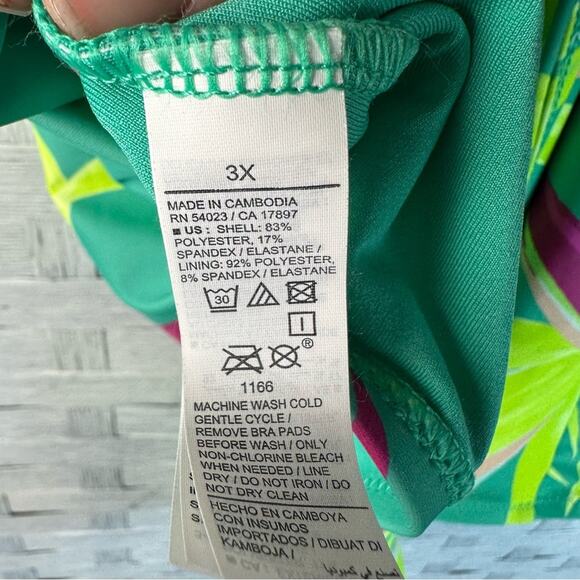 3X
MADE IN CAMBODIA
RN 54023 / CA 17897
■ US : SHELL: 83%
POLYESTER, 17%
SPANDEX / ELASTANE /
LINING: 92% POLYESTER,
8% SPANDEX / ELASTANE
30
®
1166
MACHINE WASH COLD
GENTLE CYCLE /
REMOVE BRA PADS
BEFORE WASH / ONLY
NON-CHLORINE BLEACH
WHEN NEEDED / LINE
DRY / DO NOT IRON / DO
NOT DRY CLEAN
HECHO EN CAMBOYA
CON INSUMOS
IMPORTADOS / DIBUAT DI
KAMBOJA /